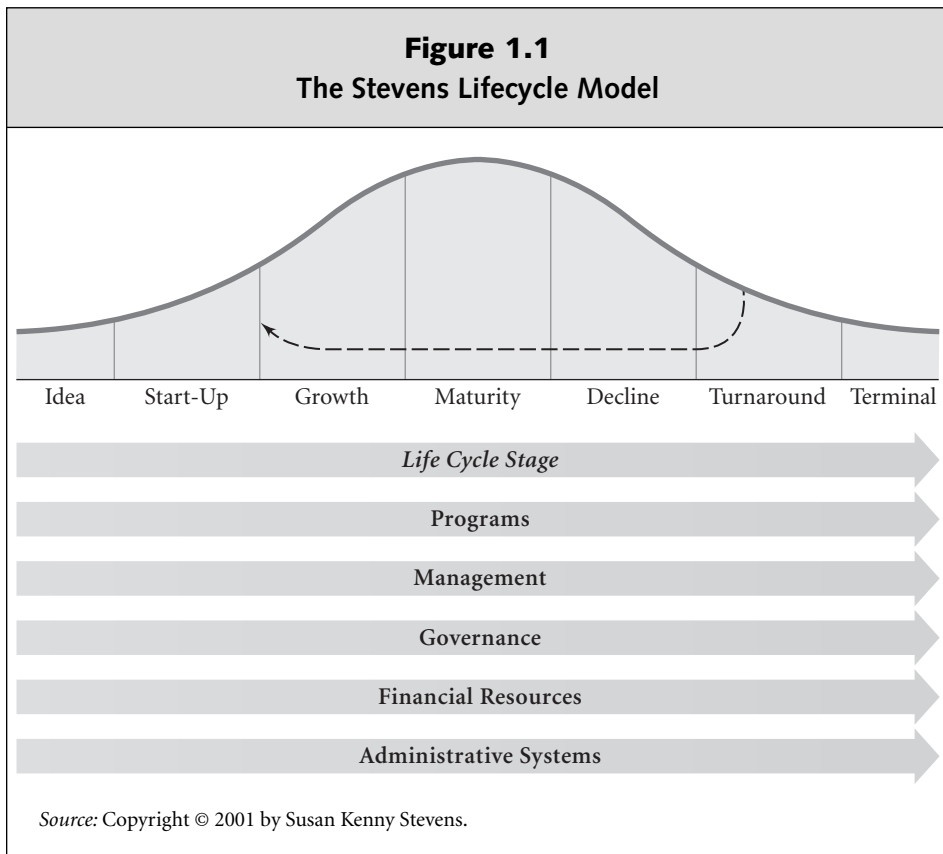 Figure 1.1
The Stevens Lifecycle Model
Idea Start-Up Growth Maturity Decline Turnaround Terminal
Life Cycle Stage
Programs
Management
Governance
Financial Resources
Administrative Systems
Source: Copyright © 2001 by Susan Kenny Stevens.